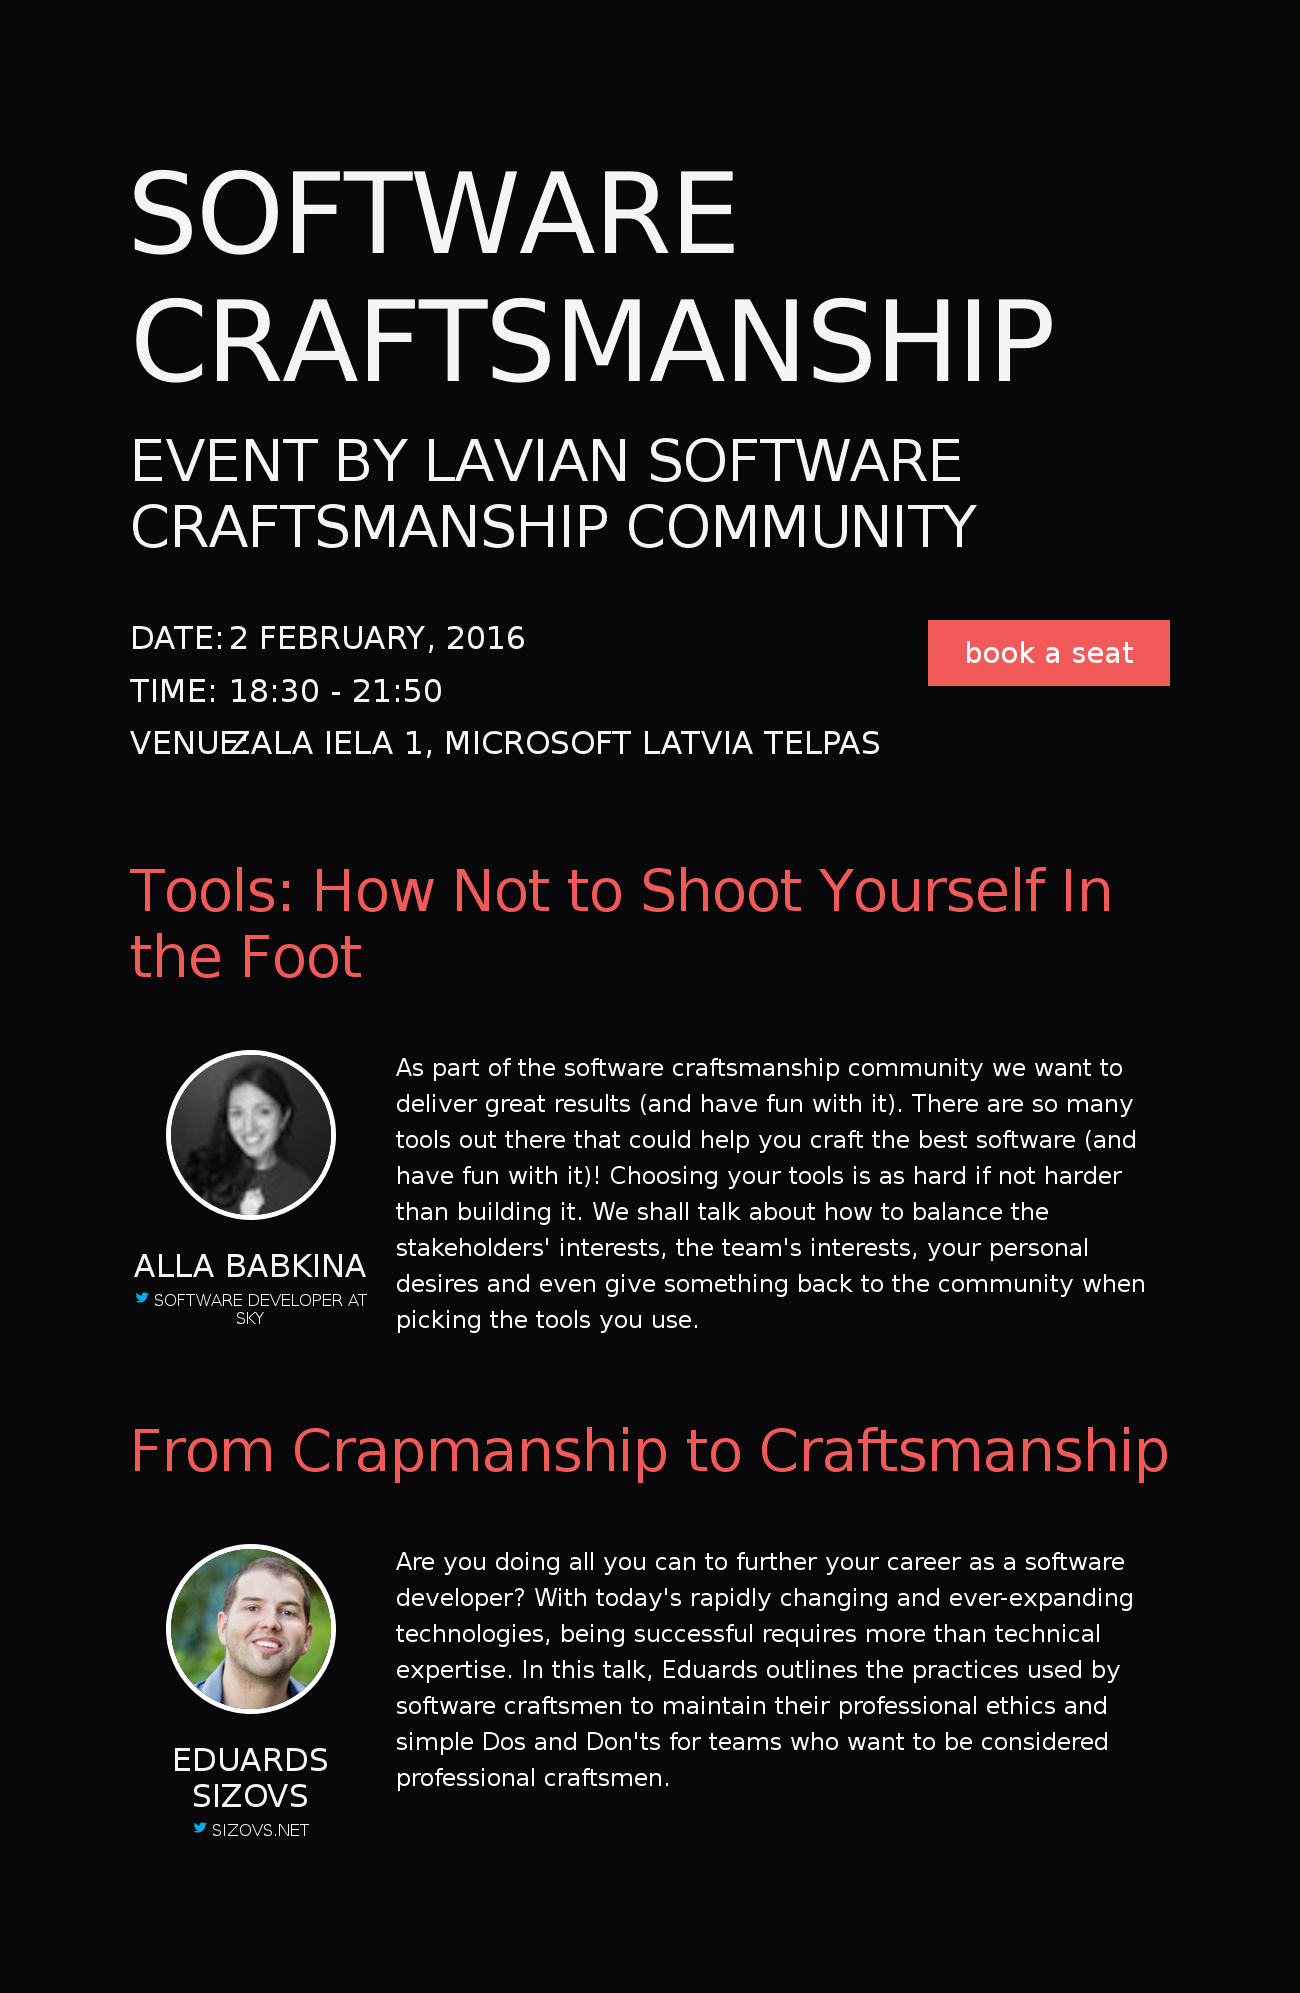 SOFTWARE
CRAFTSMANSHIP
EVENT BY LAVIAN SOFTWARE
CRAFTSMANSHIP COMMUNITY
DATE: 2 FEBRUARY, 2016
book a seat
TIME: 18:30 - 21:50
VENUE: ZALA IELA 1, MICROSOFT LATVIA TELPAS
Tools: How Not to Shoot Yourself In
the Foot
ALLA BABKINA
SOFTWARE DEVELOPER AT
SKY
As part of the software craftsmanship community we want to
deliver great results (and have fun with it). There are so many
tools out there that could help you craft the best software (and
have fun with it)! Choosing your tools is as hard if not harder
than building it. We shall talk about how to balance the
stakeholders' interests, the team's interests, your personal
desires and even give something back to the community when
picking the tools you use.
From Crapmanship to Craftsmanship
EDUARDS
SIZOVS
SIZOVS.NET
Are you doing all you can to further your career as a software
developer? With today's rapidly changing and ever-expanding
technologies, being successful requires more than technical
expertise. In this talk, Eduards outlines the practices used by
software craftsmen to maintain their professional ethics and
simple Dos and Don'ts for teams who want to be considered
professional craftsmen.